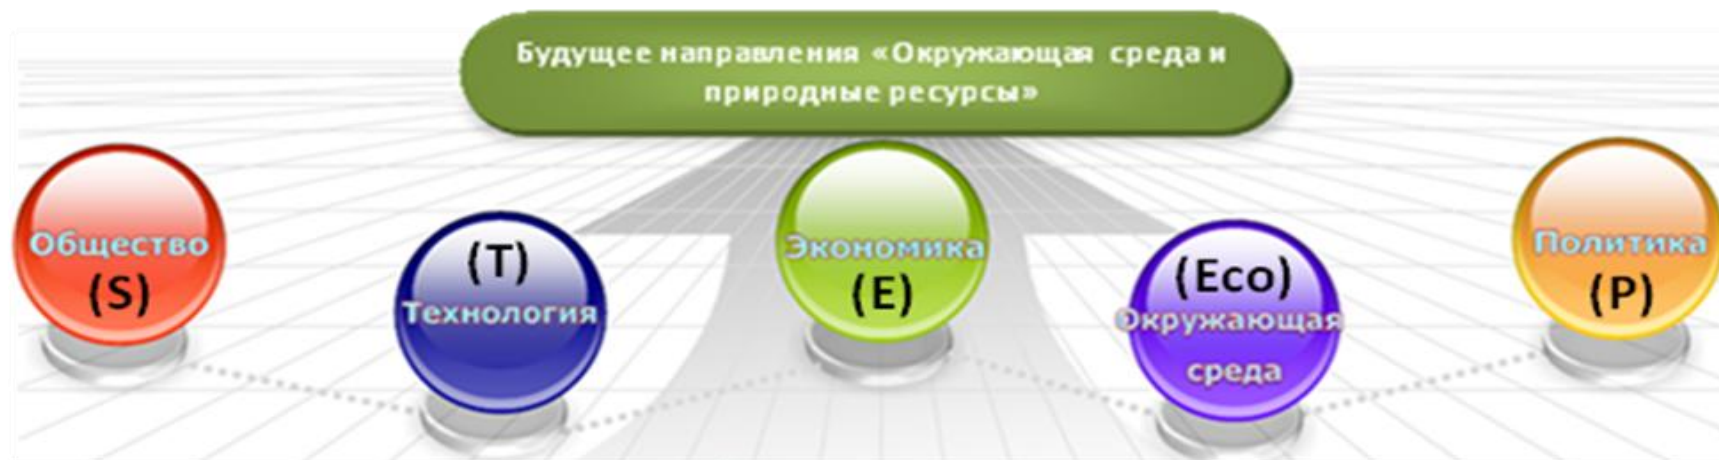 Будущее направления «Окружающая среда и
природные ресурсы»
Общество
(S)
(T)
Технология
Экономика
(E)
(Eco)
Окружающая
среда
Политика
(P)